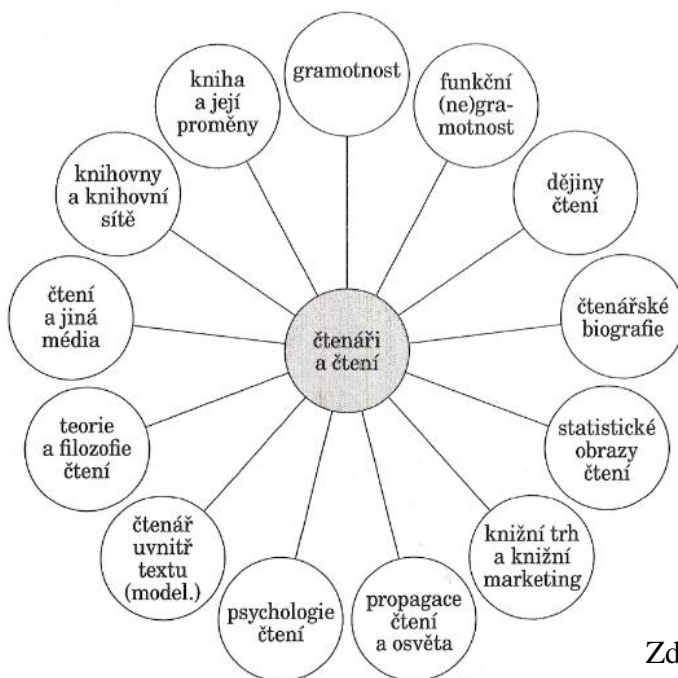 gramotnost
funkční
(ne)gra-
motnost
dějiny
čtení
čtenářské
biografie
statistické
obrazy
čtení
knižní trh
a knižní
marketing
propagace
čtení
a osvěta
psychologie
čtení
čtenář
uvnitř
textu
(model.)
teorie
a filozofie
čtení
čtení
a jiná
média
knihovny
a knihovní
sítě
kniha
a její
proměny
čtenáři
a čtení
Zd